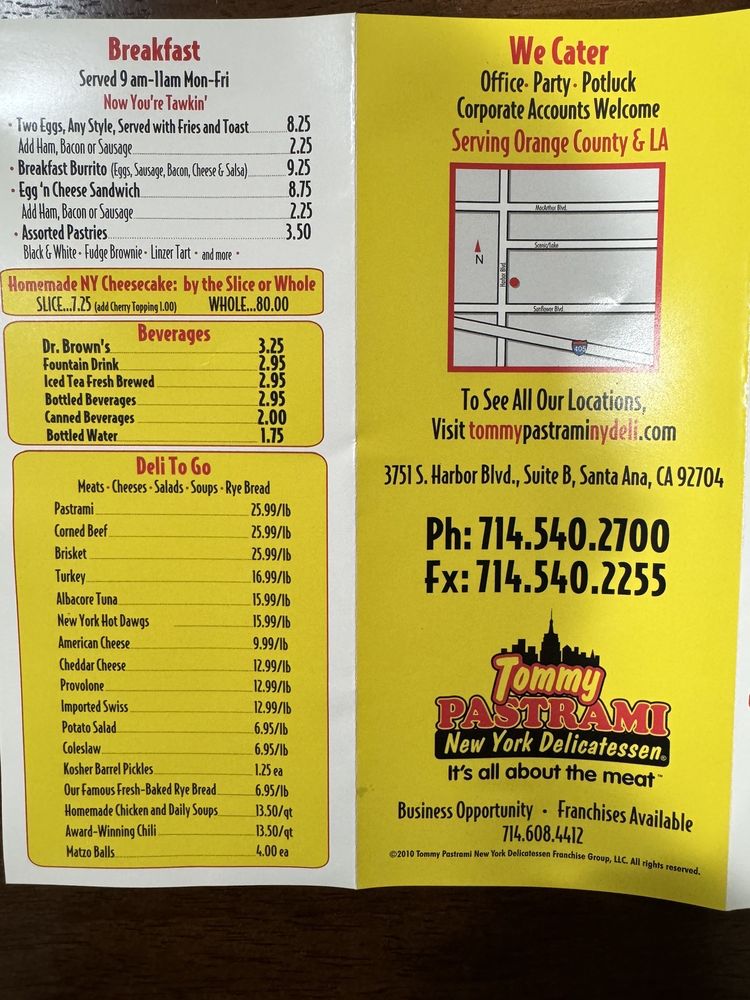 Breakfast
Served 9 am-11am Mon-Fri
Now You're Tawkin'
• Two Eggs, Any Style, Served with Fries and Toast 8.25
Add Ham, Bacon or Sausage 2.25
• Breakfast Burrito (Eggs, Sausage, Bacon, Cheese & Salsa) 9.25
• Egg 'n Cheese Sandwich 8.75
Add Ham, Bacon or Sausage 2.25
• Assorted Pastries 3.50
Black & White • Fudge Brownie • Linzer Tart • and more •
Homemade NY Cheesecake: by the Slice or Whole
SLICE...7.25 (add Cherry Topping 1.00) WHOLE...80.00
Beverages
Dr. Brown's 3.25
Fountain Drink 2.95
Iced Tea Fresh Brewed 2.95
Bottled Beverages 2.95
Canned Beverages 2.00
Bottled Water 1.75
Deli To Go
Meats • Cheeses • Salads • Soups • Rye Bread
Pastrami 25.99/lb
Corned Beef 25.99/lb
Brisket 25.99/lb
Turkey 16.99/lb
Albacore Tuna 15.99/lb
New York Hot Dawgs 15.99/lb
American Cheese 9.99/lb
Cheddar Cheese 12.99/lb
Provolone 12.99/lb
Imported Swiss 12.99/lb
Potato Salad 6.95/lb
Coleslaw 6.95/lb
Kosher Barrel Pickles 1.25 ea
Our Famous Fresh-Baked Rye Bread 6.95/lb
Homemade Chicken and Daily Soups 13.50/qt
Award-Winning Chili 13.50/qt
Matzo Balls 4.00 ea
We Cater
Office • Party • Potluck
Corporate Accounts Welcome
Serving Orange County & LA
MacArthur Blvd.
Scenic/Lake
N
Harbor Blvd.
Sunflower Blvd.
405
To See All Our Locations,
Visit tommypastraminydeli.com
3751 S. Harbor Blvd., Suite B, Santa Ana, CA 92704
Ph: 714.540.2700
Fx: 714.540.2255
Tommy
PASTRAMI
New York Delicatessen®
It's all about the meat™
Business Opportunity • Franchises Available
714.608.4412
©2010 Tommy Pastrami New York Delicatessen Franchise Group, LLC. All rights reserved.